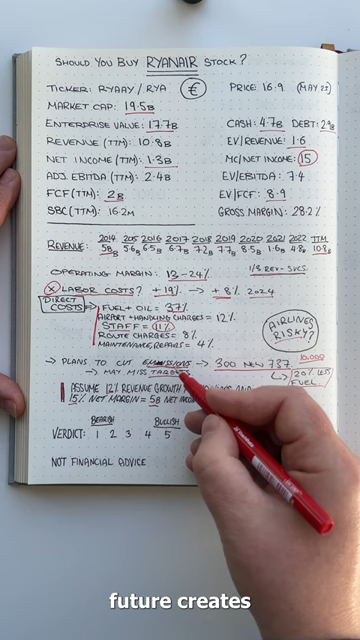 SHOULD YOU BUY RYANAIR STOCK?
TICKER: RYAAY / RYA € PRICE 16.9 (MAY 22)
MARKET CAP: 19.5B
ENTERPRISE VALUE: 17.7B CASH: 4.7B DEBT: 2.9B
REVENUE (TTM): 10.8B EV/REVENUE: 1.6
NET INCOME (TTM): 1.3B MC/NET INCOME: 15
ADJ. EBITDA (TTM): 2.4B EV/EBITDA: 7.4
FCF (TTM): 2B EV/FCF: 8.9
SBC (TTM): 16.2M GROSS MARGIN: 28.2%
2014 2015 2016 2017 2018 2019 2020 2021 2022 TTM
REVENUE: 5B 5.6B 6.5B 6.7B 7.2B 7.7B 8.5B 1.6B 4.8B 10.8B
OPERATING MARGIN: 13-24% 1/3 REV-SVCS.
X LABOR COSTS? +19% → +8% 2024
DIRECT COSTS → FUEL + OIL = 37%
AIRPORT + HANDLING CHARGES = 12%
STAFF = 11%
ROUTE CHARGES = 8%
MAINTENANCE, REPAIRS = 4%
AIRLINES RISKY?
→ PLANS TO CUT EMISSIONS → 300 NEW 737 10,000
→ MAY MISS TARGETS 20% LESS FUEL
ASSUME 12% REVENUE GROWTH
15% NET MARGIN = 5B NET
BEARISH BULLISH
VERDICT: 1 2 3 4 5
NOT FINANCIAL ADVICE
future creates